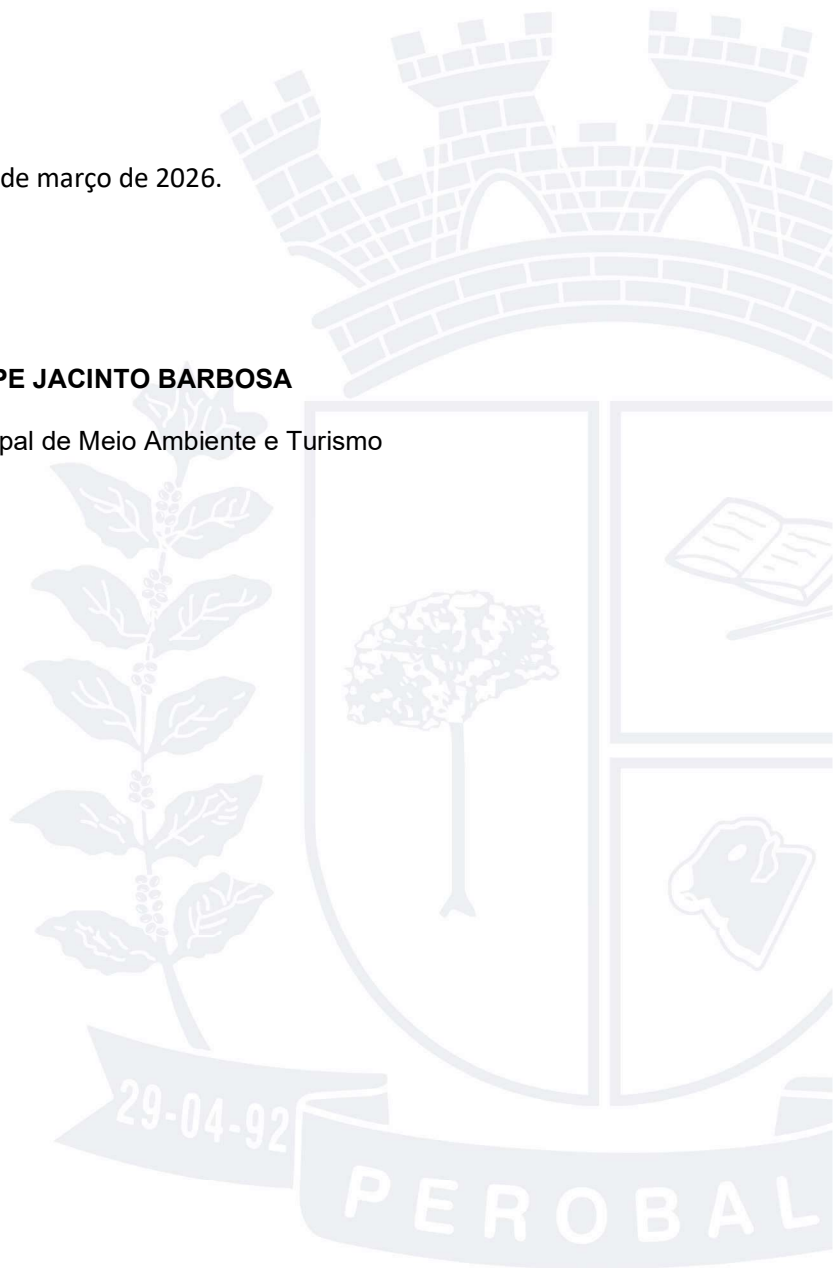 de março de 2026.
PE JACINTO BARBOSA
pal de Meio Ambiente e Turismo
29-04-92
PEROBAL